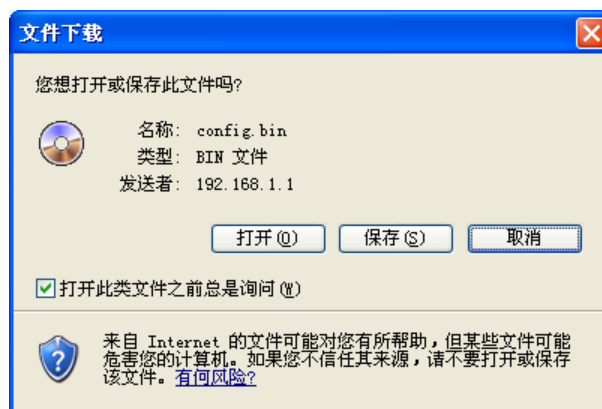 文件下载
您想打开或保存此文件吗?
名称: config.bin
类型: BIN 文件
发送者: 192.168.1.1
打开(O) 保存(S) 取消
打开此类文件之前总是询问(W)
来自 Internet 的文件可能对您有所帮助,但某些文件可能
危害您的计算机。如果您不信任其来源,请不要打开或保存
该文件。有何风险?